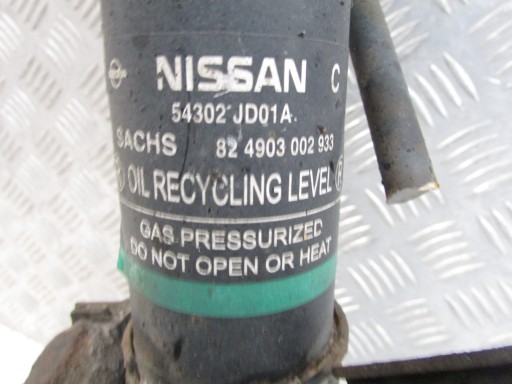 NISSAN C
54302 JD01A
SACHS 82 4903 002 933
OIL RECYCLING LEVEL R
GAS PRESSURIZED
DO NOT OPEN OR HEAT